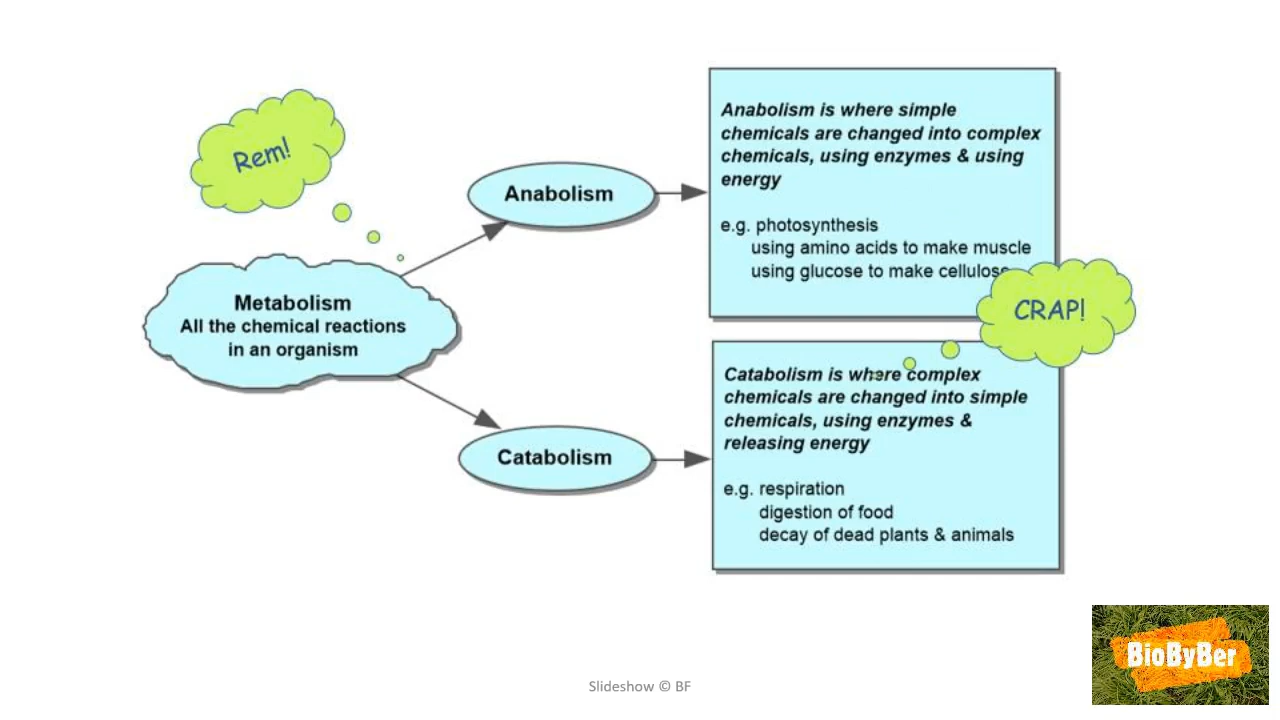 Rem!
Metabolism
All the chemical reactions
in an organism
Anabolism
Anabolism is where simple
chemicals are changed into complex
chemicals, using enzymes & using
energy
e.g. photosynthesis
using amino acids to make muscle
using glucose to make cellulose
CRAP!
Catabolism
Catabolism is where complex
chemicals are changed into simple
chemicals, using enzymes &
releasing energy
e.g. respiration
digestion of food
decay of dead plants & animals
BioByBer
Slideshow © BF